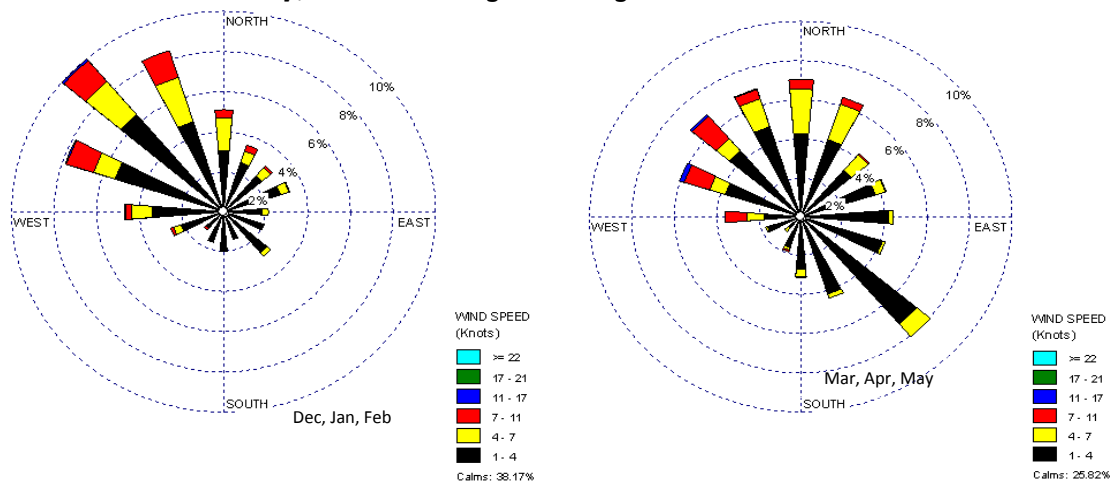 NORTH
10%
8%
6%
4%
2%
WEST
EAST
SOUTH
Dec, Jan, Feb
WIND SPEED
(Knots)
>= 22
17 - 21
11 - 17
7 - 11
4 - 7
1 - 4
Calms: 38.17%
NORTH
10%
8%
6%
4%
2%
WEST
EAST
SOUTH
Mar, Apr, May
WIND SPEED
(Knots)
>= 22
17 - 21
11 - 17
7 - 11
4 - 7
1 - 4
Calms: 25.82%